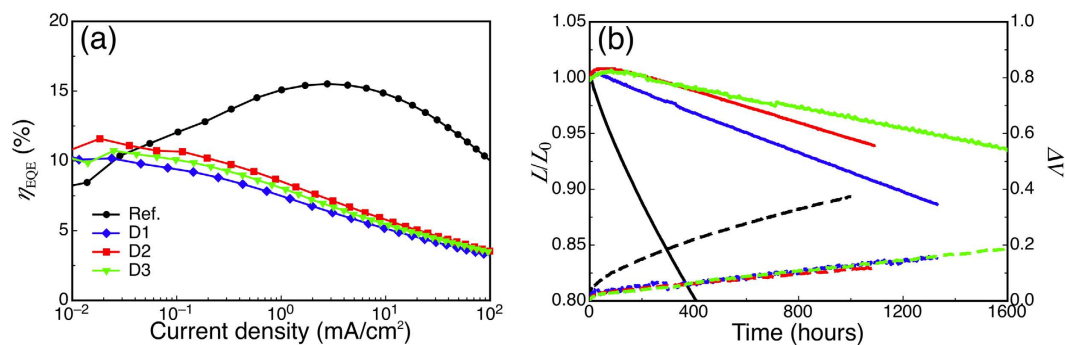 (a)
20
15
10
5
0
η_EQE (%)
Ref.
D1
D2
D3
10⁻² 10⁻¹ 10⁰ 10¹ 10²
Current density (mA/cm²)
(b)
1.05
1.00
0.95
0.90
0.85
0.80
L/L₀
1.0
0.8
0.6
0.4
0.2
0.0
ΔV
0 400 800 1200 1600
Time (hours)